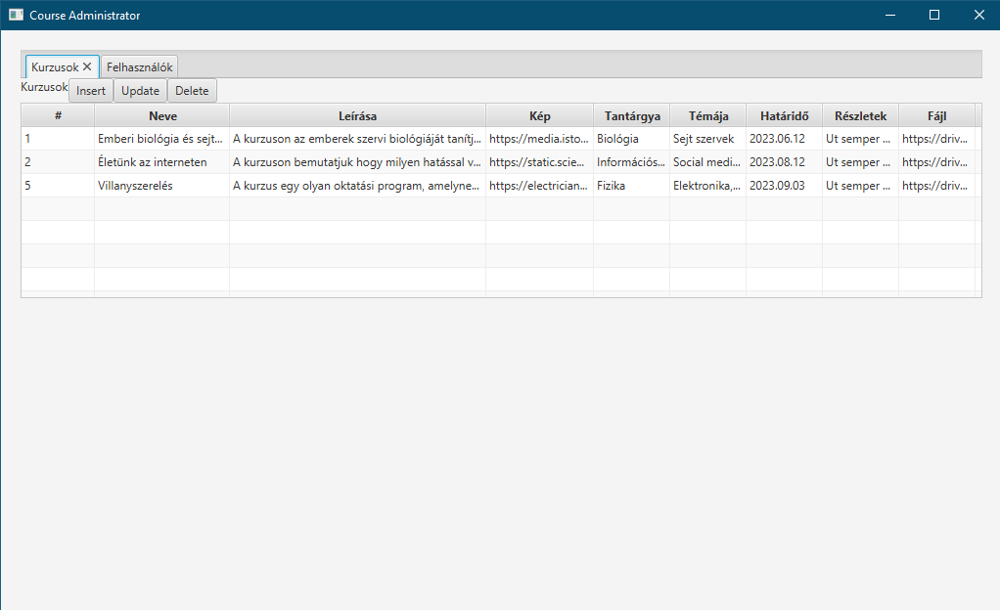 Course Administrator
Kurzusok Felhasználók
Kurzusok Insert Update Delete
# Neve Leírása Kép Tantárgya Témája Határidő Részletek Fájl
1 Emberi biológia és sejt... A kurzuson az emberek szervi biológiáját tanítj... https://media.isto... Biológia Sejt szervek 2023.06.12 Ut semper ... https://driv...
2 Életünk az interneten A kurzuson bemutatjuk hogy milyen hatással v... https://static.scie... Információs... Social medi... 2023.08.12 Ut semper ... https://driv...
5 Villanyszerelés A kurzus egy olyan oktatási program, amelyne... https://electrician... Fizika Elektronika,... 2023.09.03 Ut semper ... https://driv...